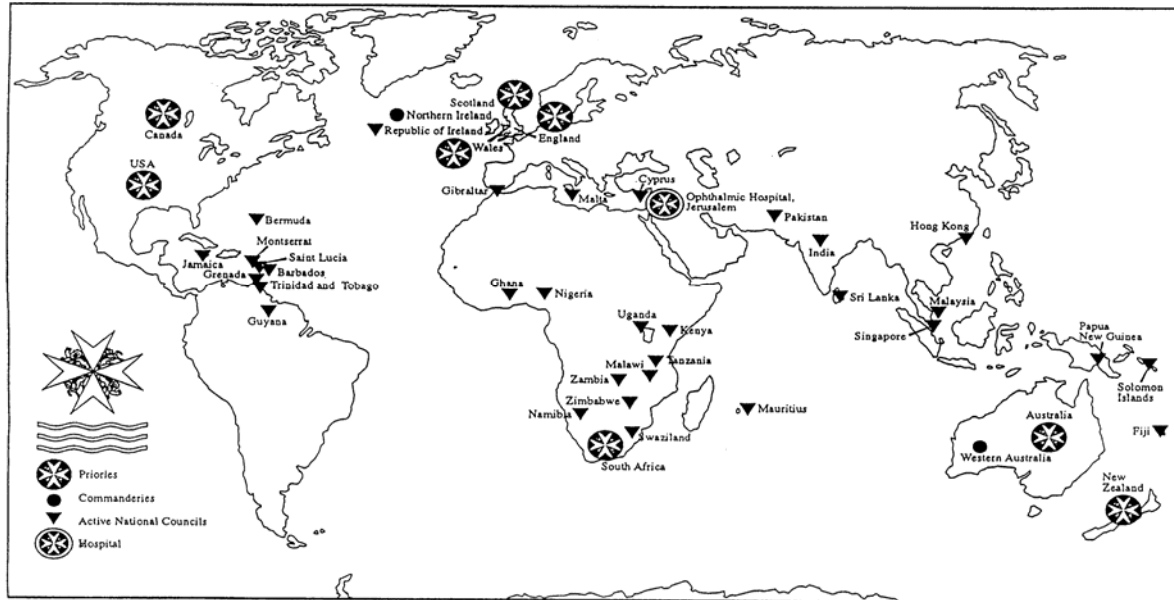 Canada
USA
Scotland
Northern Ireland
Republic of Ireland
Wales
England
Gibraltar
Malta
Cyprus
Ophthalmic Hospital,
Jerusalem
Pakistan
India
Hong Kong
Bermuda
Montserrat
Saint Lucia
Jamaica
Barbados
Grenada
Trinidad and Tobago
Guyana
Ghana
Nigeria
Sri Lanka
Malaysia
Singapore
Uganda
Kenya
Tanzania
Malawi
Zambia
Zimbabwe
Namibia
Mauritius
Swaziland
South Africa
Papua
New Guinea
Solomon
Islands
Australia
Fiji
Western Australia
New
Zealand
Priories
Commanderies
Active National Councils
Hospital